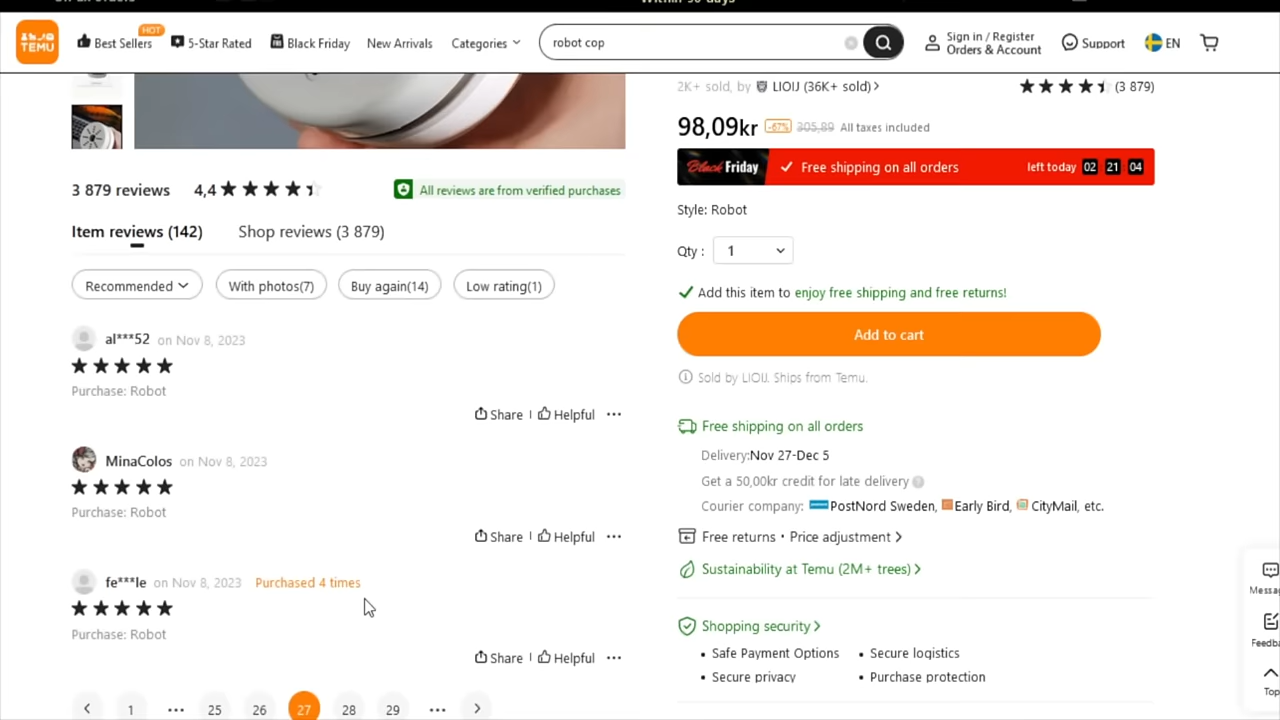 Within 90 days
TEMU
Best Sellers
HOT
5-Star Rated
Black Friday
New Arrivals
Categories
robot cop
Sign in / Register
Orders & Account
Support
EN
2K+ sold, by LIOIJ (36K+ sold)
(3 879)
98,09kr -67% 305,89 All taxes included
Black Friday
Free shipping on all orders
left today 02 21 04
3 879 reviews
4,4
All reviews are from verified purchases
Item reviews (142)
Shop reviews (3 879)
Style: Robot
Qty :
1
Recommended
With photos(7)
Buy again(14)
Low rating(1)
Add this item to enjoy free shipping and free returns!
Add to cart
Sold by LIOIJ. Ships from Temu.
al***52 on Nov 8, 2023
Purchase: Robot
Share
Helpful
MinaColos on Nov 8, 2023
Purchase: Robot
Share
Helpful
fe***le on Nov 8, 2023 Purchased 4 times
Purchase: Robot
Share
Helpful
1 ••• 25 26 27 28 29 •••
Free shipping on all orders
Delivery:Nov 27-Dec 5
Get a 50,00kr credit for late delivery
Courier company: PostNord Sweden, Early Bird, CityMail, etc.
Free returns • Price adjustment
Sustainability at Temu (2M+ trees)
Shopping security
• Safe Payment Options
• Secure logistics
• Secure privacy
• Purchase protection
Top